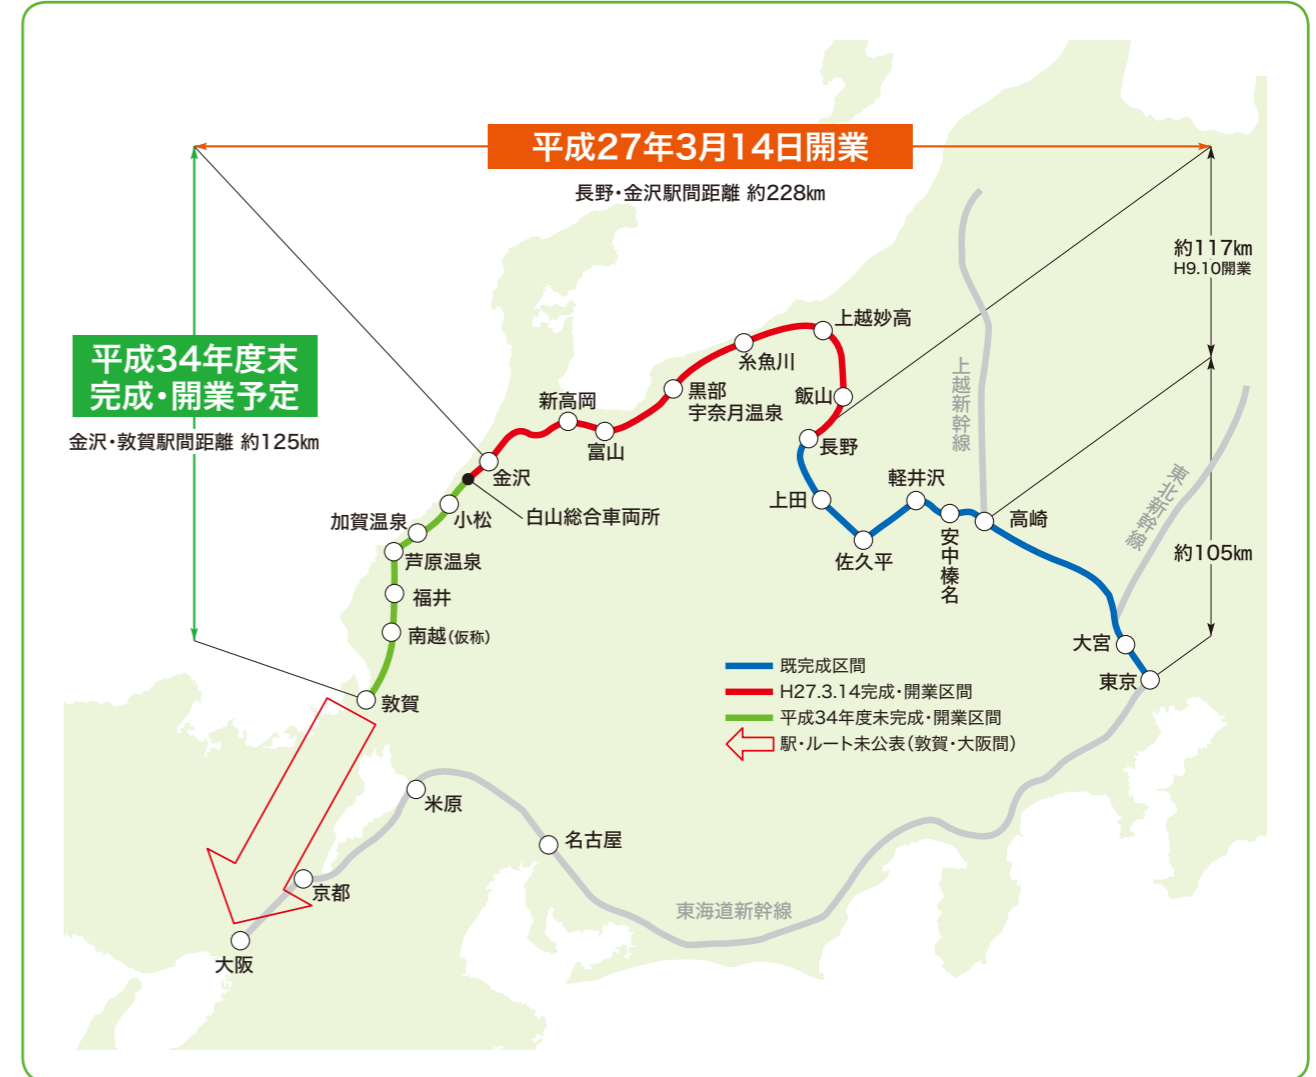 平成27年3月14日開業
長野・金沢駅間距離 約228㎞
約117㎞
H9.10開業
平成34年度末
完成・開業予定
金沢・敦賀駅間距離 約125㎞
上越妙高
糸魚川
上越新幹線
飯山
黒部
宇奈月温泉
新高岡
富山
長野
金沢
軽井沢
東北新幹線
上田
白山総合車両所
小松
加賀温泉
高崎
安中榛名
佐久平
約105㎞
芦原温泉
福井
南越(仮称)
大宮
東京
敦賀
既完成区間
H27.3.14完成・開業区間
平成34年度末完成・開業区間
駅・ルート未公表(敦賀・大阪間)
米原
名古屋
京都
東海道新幹線
大阪